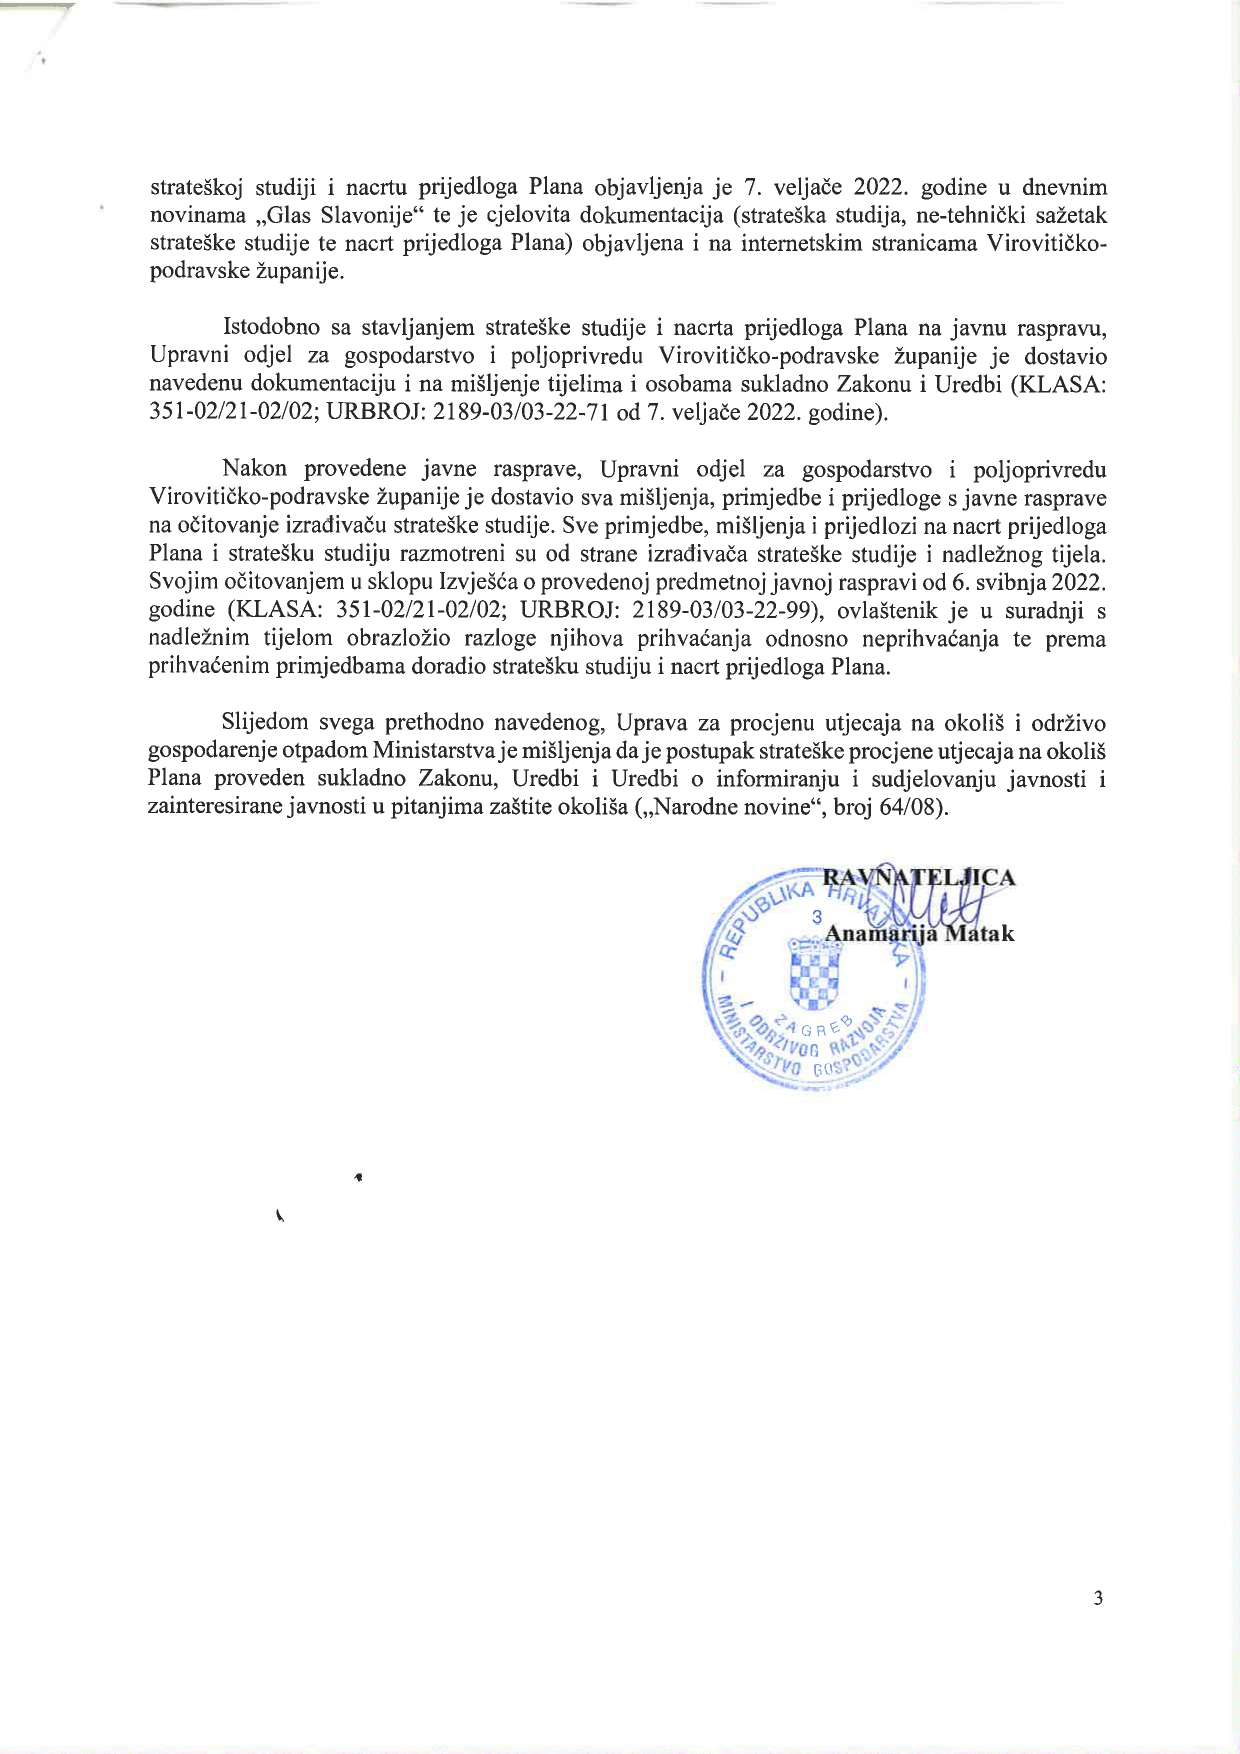 strateškoj studiji i nacrtu prijedloga Plana objavljenja je 7. veljače 2022. godine u dnevnim
novinama „Glas Slavonije“ te je cjelovita dokumentacija (strateška studija, ne-tehnički sažetak
strateške studije te nacrt prijedloga Plana) objavljena i na internetskim stranicama Virovitičko-
podravske županije.
Istodobno sa stavljanjem strateške studije i nacrta prijedloga Plana na javnu raspravu,
Upravni odjel za gospodarstvo i poljoprivredu Virovitičko-podravske županije je dostavio
navedenu dokumentaciju i na mišljenje tijelima i osobama sukladno Zakonu i Uredbi (KLASA:
351-02/21-02/02; URBROJ: 2189-03/03-22-71 od 7. veljače 2022. godine).
Nakon provedene javne rasprave, Upravni odjel za gospodarstvo i poljoprivredu
Virovitičko-podravske županije je dostavio sva mišljenja, primjedbe i prijedloge s javne rasprave
na očitovanje izrađivaču strateške studije. Sve primjedbe, mišljenja i prijedlozi na nacrt prijedloga
Plana i stratešku studiju razmotreni su od strane izrađivača strateške studije i nadležnog tijela.
Svojim očitovanjem u sklopu Izvješća o provedenoj predmetnoj javnoj raspravi od 6. svibnja 2022.
godine (KLASA: 351-02/21-02/02; URBROJ: 2189-03/03-22-99), ovlaštenik je u suradnji s
nadležnim tijelom obrazložio razloge njihova prihvaćanja odnosno neprihvaćanja te prema
prihvaćenim primjedbama doradio stratešku studiju i nacrt prijedloga Plana.
Slijedom svega prethodno navedenog, Uprava za procjenu utjecaja na okoliš i održivo
gospodarenje otpadom Ministarstva je mišljenja da je postupak strateške procjene utjecaja na okoliš
Plana proveden sukladno Zakonu, Uredbi i Uredbi o informiranju i sudjelovanju javnosti i
zainteresirane javnosti u pitanjima zaštite okoliša („Narodne novine“, broj 64/08).
RAVNATELJICA
Anamarija Matak
REPUBLIKA HRVATSKA
3
ZAGREB
I ODRŽIVOG RAZVOJA
MINISTARSTVO GOSPODARSTVA
3